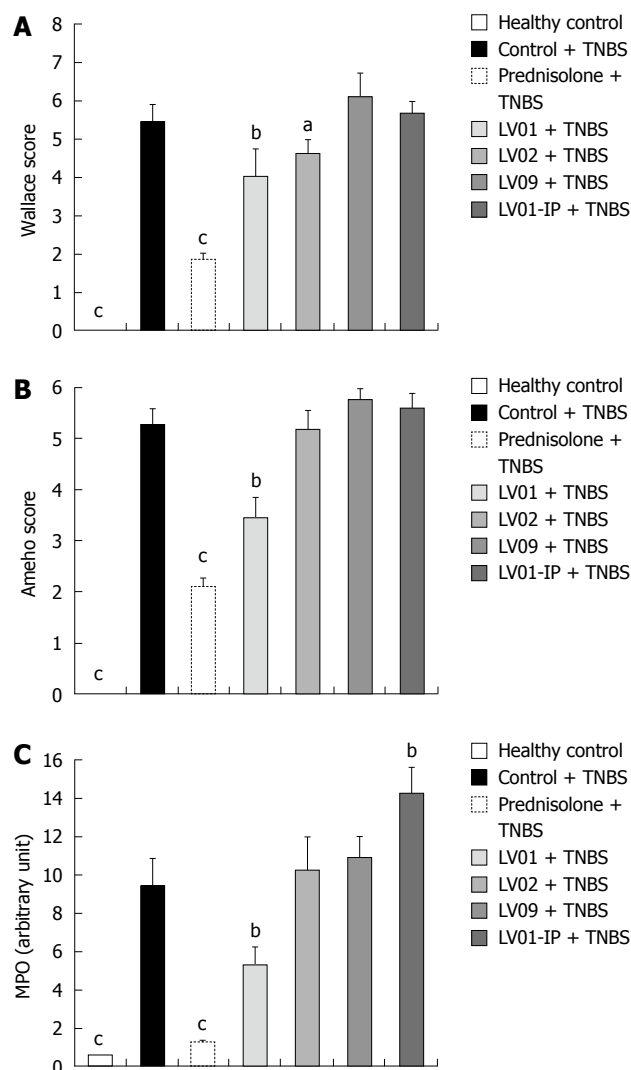 A
Wallace score
8
7
6
5
4
3
2
1
0
c
c
b
a
Healthy control
Control + TNBS
Prednisolone +
TNBS
LV01 + TNBS
LV02 + TNBS
LV09 + TNBS
LV01-IP + TNBS
B
Ameho score
6
5
4
3
2
1
0
c
c
b
Healthy control
Control + TNBS
Prednisolone +
TNBS
LV01 + TNBS
LV02 + TNBS
LV09 + TNBS
LV01-IP + TNBS
C
MPO (arbitrary unit)
16
14
12
10
8
6
4
2
0
c
c
b
b
Healthy control
Control + TNBS
Prednisolone +
TNBS
LV01 + TNBS
LV02 + TNBS
LV09 + TNBS
LV01-IP + TNBS